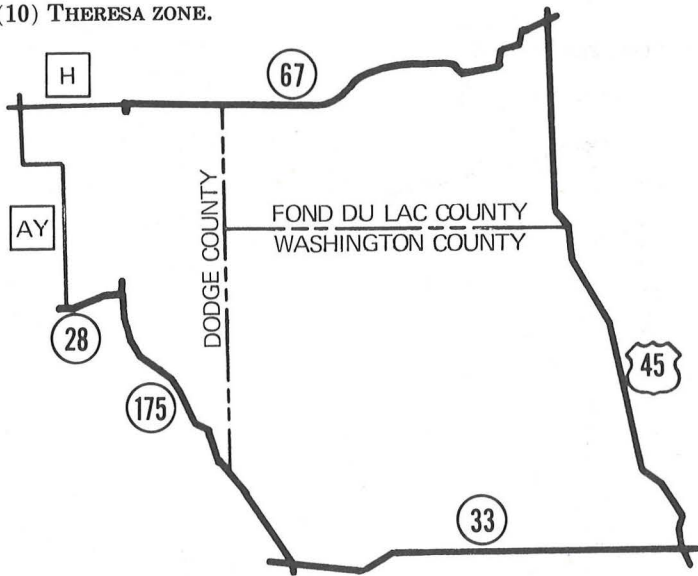 (10) THERESA ZONE.
H
67
DODGE COUNTY
FOND DU LAC COUNTY
WASHINGTON COUNTY
AY
28
45
175
33